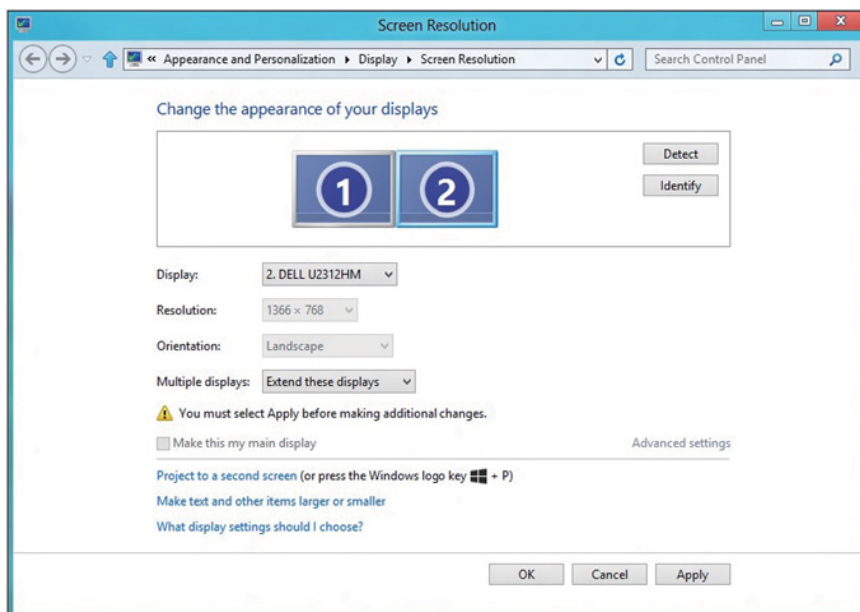 Screen Resolution
« Appearance and Personalization ▸ Display ▸ Screen Resolution Search Control Panel
Change the appearance of your displays
1 2
Detect
Identify
Display: 2. DELL U2312HM
Resolution: 1366 × 768
Orientation: Landscape
Multiple displays: Extend these displays
You must select Apply before making additional changes.
Make this my main display Advanced settings
Project to a second screen (or press the Windows logo key + P)
Make text and other items larger or smaller
What display settings should I choose?
OK Cancel Apply